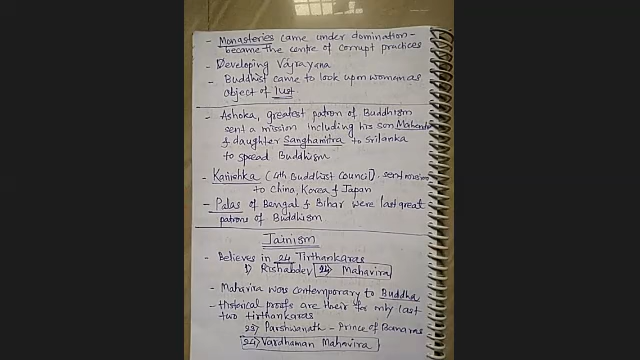 - Monasteries came under domination -
became the centre of corrupt practices
- Developing Vajrayana
- Buddhist came to look upon woman as
object of lust.
- Ashoka, greatest patron of Buddhism
sent a mission including his son Mahendra
& daughter Sanghamitra to Srilanka
to spread Buddhism
- Kanishka (4th Buddhist Council). sent mission
to China, Korea & Japan
- Palas of Bengal & Bihar were last great
patrons of Buddhism
Jainism
- Believes in 24 Tirthankaras
1) Rishabdev 24) Mahavira
- Mahavira was contemporary to Buddha
- Historical proofs are their for only last
two tirthankaras
23) Parshwanath - Prince of Banaras
24) Vardhaman Mahavira